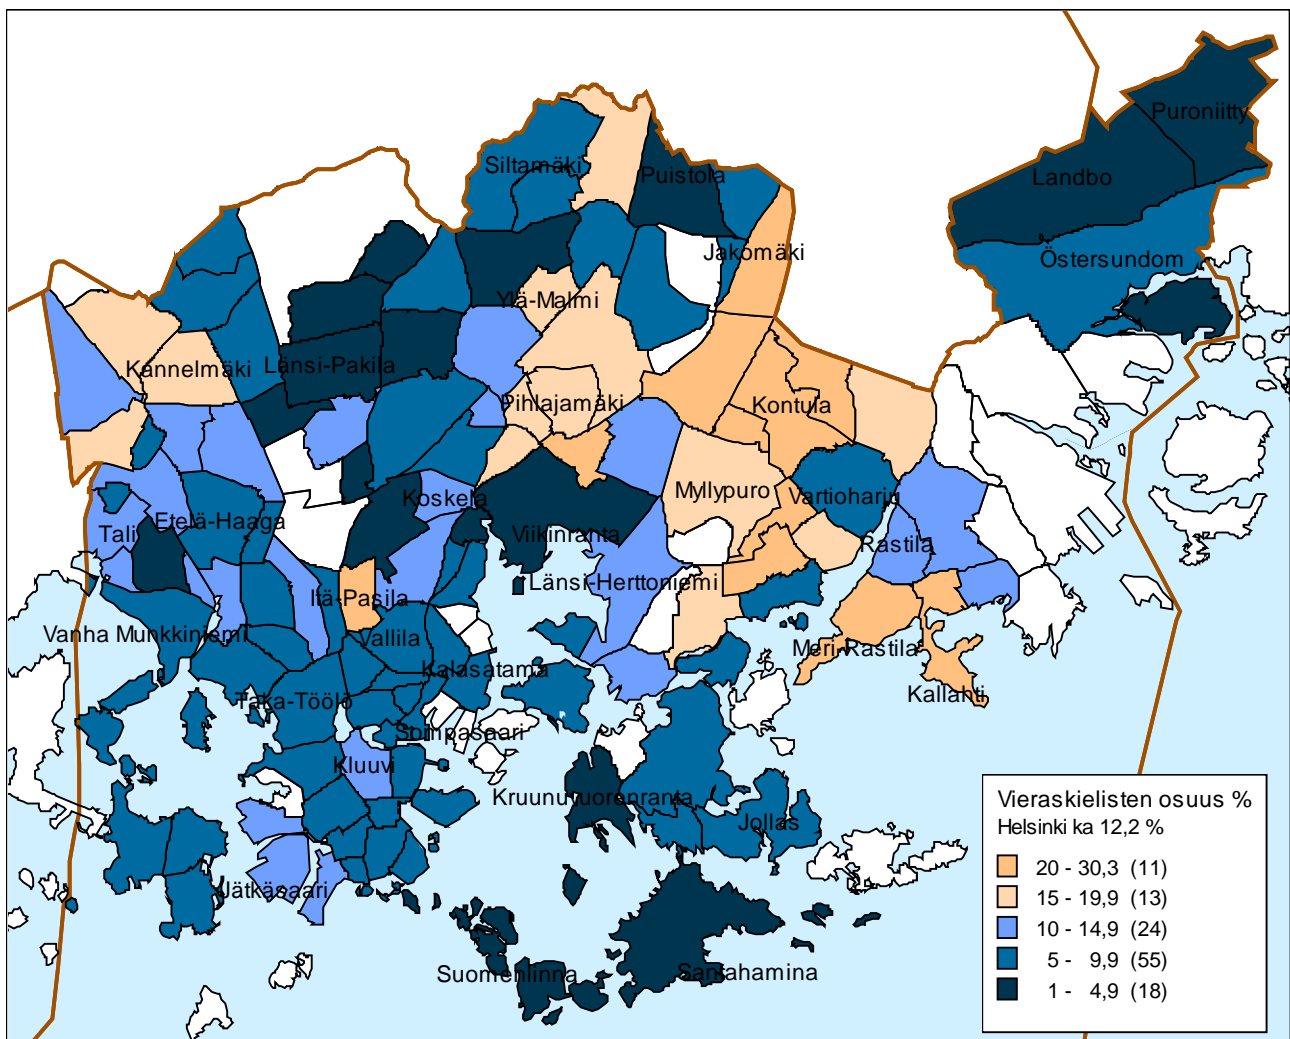 Puroniitty
Siltamäki
Puistola
Landbo
Jakomäki
Östersundom
Ylä-Malmi
Kannelmäki
Länsi-Pakila
Pihlajamäki
Kontula
Myllypuro
Vartioharju
Koskela
Etelä-Haaga
Tali
Viikinranta
Rastila
Länsi-Herttoniemi
Itä-Pasila
Vanha Munkkiniemi
Vallila
Meri-Rastila
Kalasatama
Kallahti
Taka-Töölö
Sompasaari
Kluuvi
Kruunuvuorenranta
Jollas
Jätkäsaari
Suomenlinna
Santahamina
Vieraskielisten osuus %
Helsinki ka 12,2 %
20 - 30,3 (11)
15 - 19,9 (13)
10 - 14,9 (24)
5 - 9,9 (55)
1 - 4,9 (18)